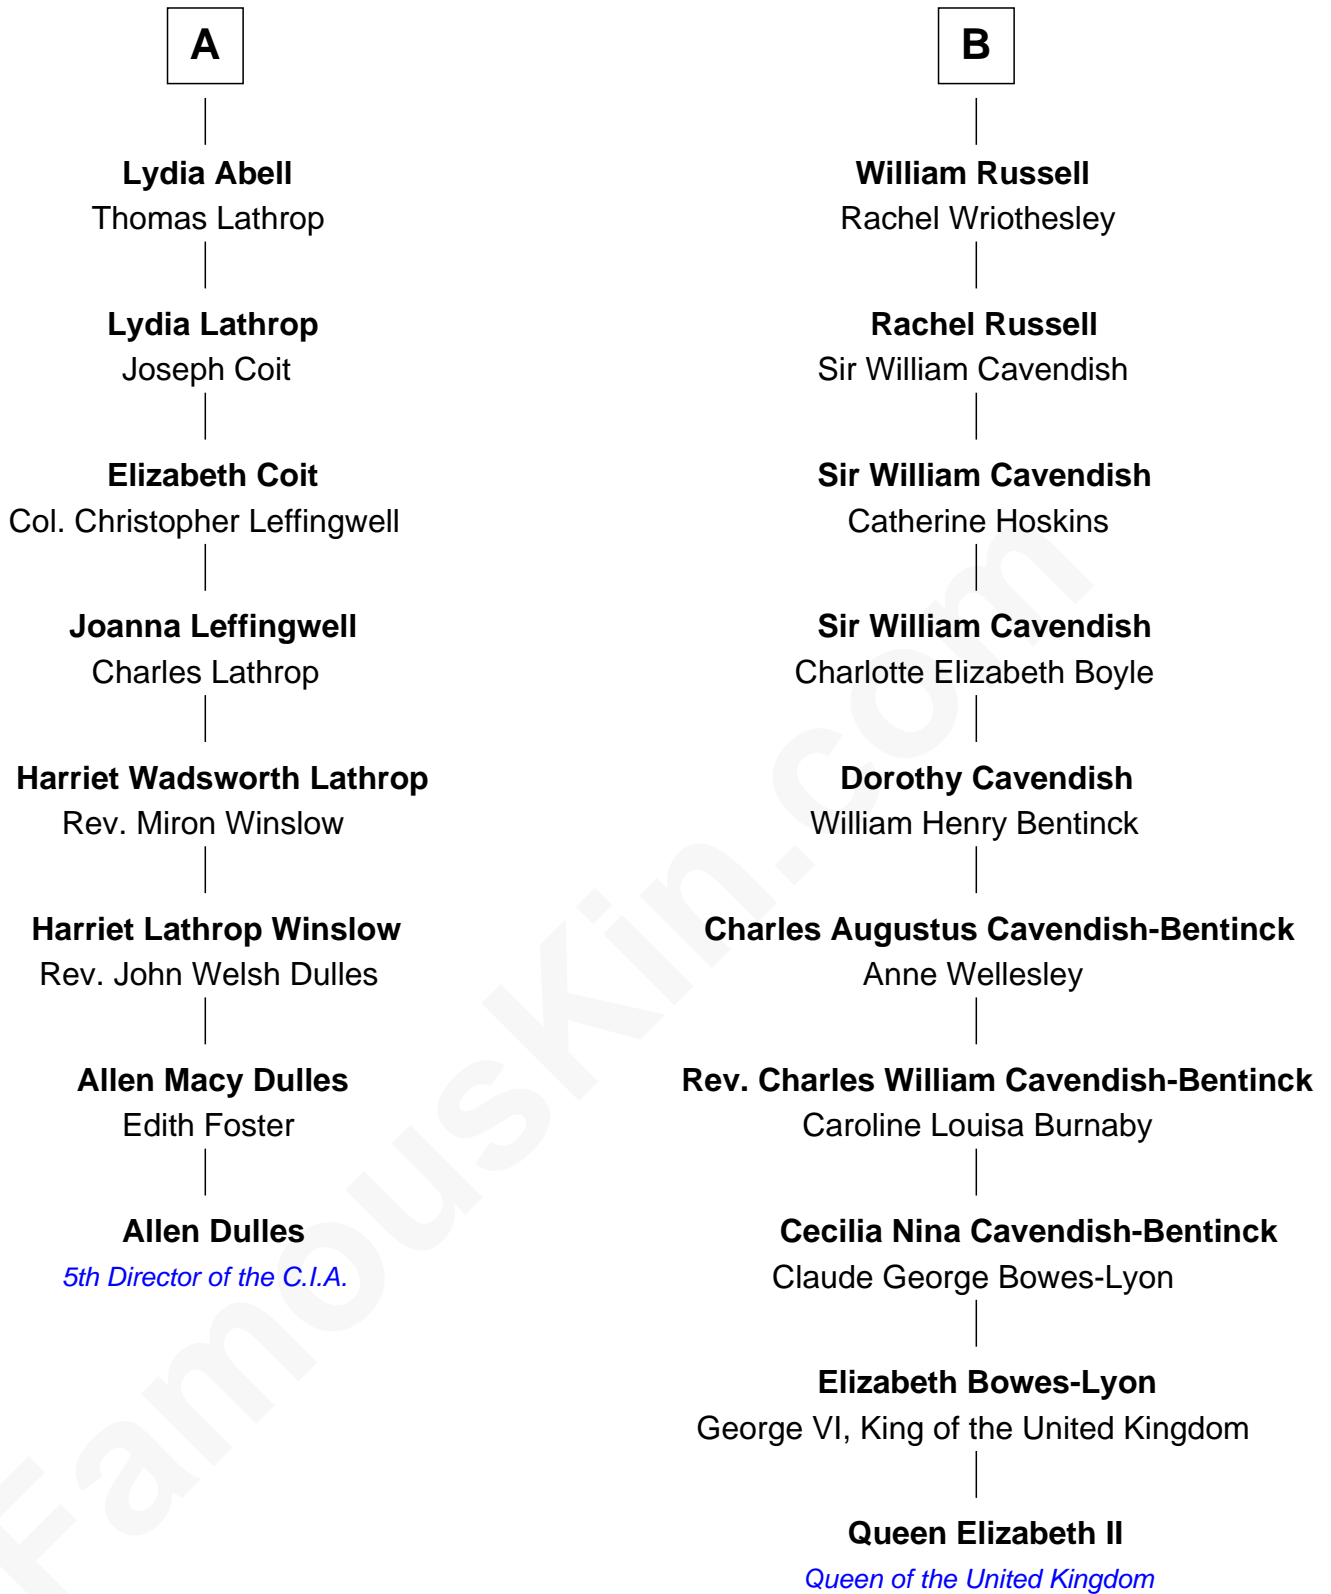 A
Lydia Abell
Thomas Lathrop
Lydia Lathrop
Joseph Coit
Elizabeth Coit
Col. Christopher Leffingwell
Joanna Leffingwell
Charles Lathrop
Harriet Wadsworth Lathrop
Rev. Miron Winslow
Harriet Lathrop Winslow
Rev. John Welsh Dulles
Allen Macy Dulles
Edith Foster
Allen Dulles
5th Director of the C.I.A.
B
William Russell
Rachel Wriothesley
Rachel Russell
Sir William Cavendish
Sir William Cavendish
Catherine Hoskins
Sir William Cavendish
Charlotte Elizabeth Boyle
Dorothy Cavendish
William Henry Bentinck
Charles Augustus Cavendish-Bentinck
Anne Wellesley
Rev. Charles William Cavendish-Bentinck
Caroline Louisa Burnaby
Cecilia Nina Cavendish-Bentinck
Claude George Bowes-Lyon
Elizabeth Bowes-Lyon
George VI, King of the United Kingdom
Queen Elizabeth II
Queen of the United Kingdom
FamousKin.com